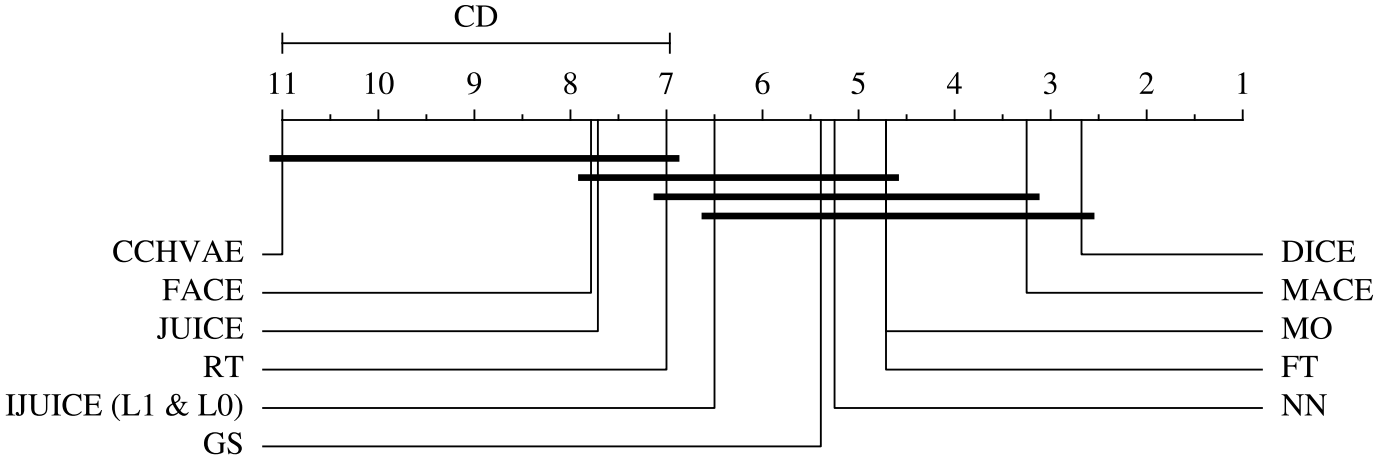 CD
11 10 9 8 7 6 5 4 3 2 1
CCHVAE DICE
FACE MACE
JUICE MO
RT FT
IJUICE (L1 & L0) NN
GS